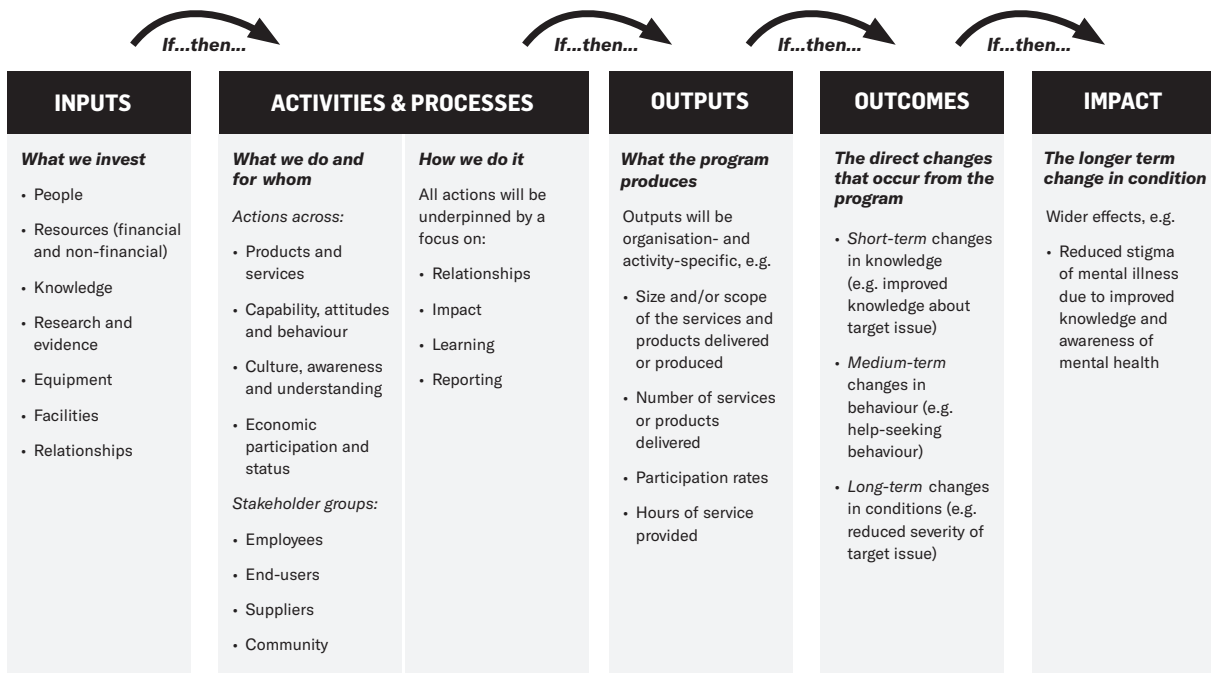 If...then...
If...then...
If...then...
If...then...
INPUTS
What we invest
• People
• Resources (financial
and non-financial)
• Knowledge
• Research and
evidence
• Equipment
• Facilities
• Relationships
ACTIVITIES & PROCESSES
What we do and
for whom
Actions across:
• Products and
services
• Capability, attitudes
and behaviour
• Culture, awareness
and understanding
• Economic
participation and
status
Stakeholder groups:
• Employees
• End-users
• Suppliers
• Community
How we do it
All actions will be
underpinned by a
focus on:
• Relationships
• Impact
• Learning
• Reporting
OUTPUTS
What the program
produces
Outputs will be
organisation- and
activity-specific, e.g.
• Size and/or scope
of the services and
products delivered
or produced
• Number of services
or products
delivered
• Participation rates
• Hours of service
provided
OUTCOMES
The direct changes
that occur from the
program
• Short-term changes
in knowledge
(e.g. improved
knowledge about
target issue)
• Medium-term
changes in
behaviour (e.g.
help-seeking
behaviour)
• Long-term changes
in conditions (e.g.
reduced severity of
target issue)
IMPACT
The longer term
change in condition
Wider effects, e.g.
• Reduced stigma
of mental illness
due to improved
knowledge and
awareness of
mental health